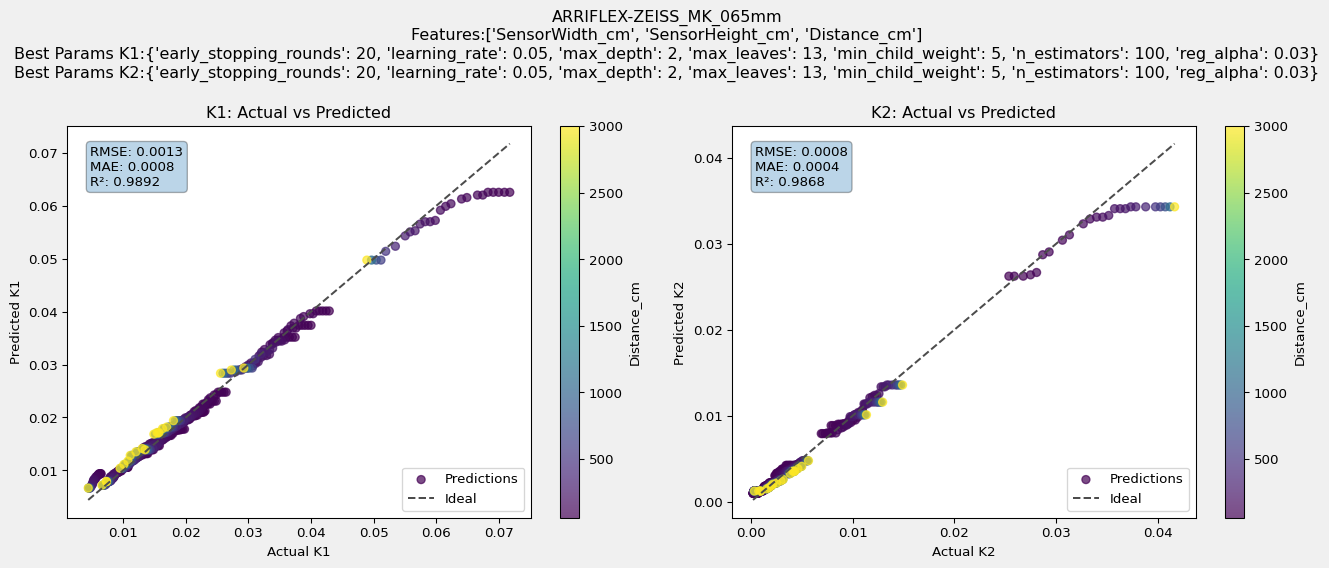 ARRIFLEX-ZEISS_MK_065mm
Features:['SensorWidth_cm', 'SensorHeight_cm', 'Distance_cm']
Best Params K1:{'early_stopping_rounds': 20, 'learning_rate': 0.05, 'max_depth': 2, 'max_leaves': 13, 'min_child_weight': 5, 'n_estimators': 100, 'reg_alpha': 0.03}
Best Params K2:{'early_stopping_rounds': 20, 'learning_rate': 0.05, 'max_depth': 2, 'max_leaves': 13, 'min_child_weight': 5, 'n_estimators': 100, 'reg_alpha': 0.03}
K1: Actual vs Predicted
RMSE: 0.0013
MAE: 0.0008
R²: 0.9892
Predicted K1
0.07
0.06
0.05
0.04
0.03
0.02
0.01
0.01
0.02
0.03
0.04
0.05
0.06
0.07
Actual K1
Predictions
Ideal
3000
2500
2000
1500
1000
500
Distance_cm
K2: Actual vs Predicted
RMSE: 0.0008
MAE: 0.0004
R²: 0.9868
Predicted K2
0.04
0.03
0.02
0.01
0.00
0.00
0.01
0.02
0.03
0.04
Actual K2
Predictions
Ideal
3000
2500
2000
1500
1000
500
Distance_cm